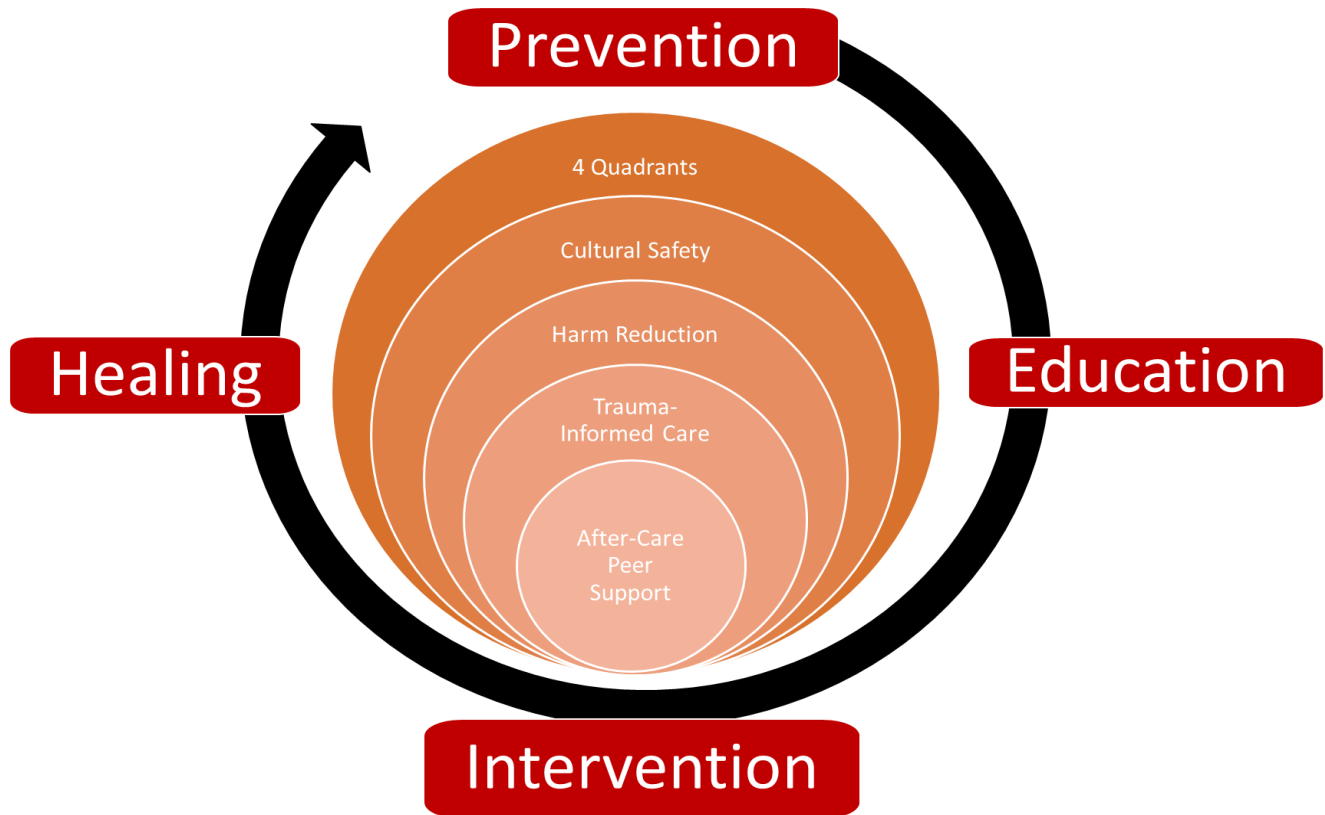 Prevention
4 Quadrants
Cultural Safety
Harm Reduction
Healing
Education
Trauma-
Informed Care
After-Care
Peer
Support
Intervention